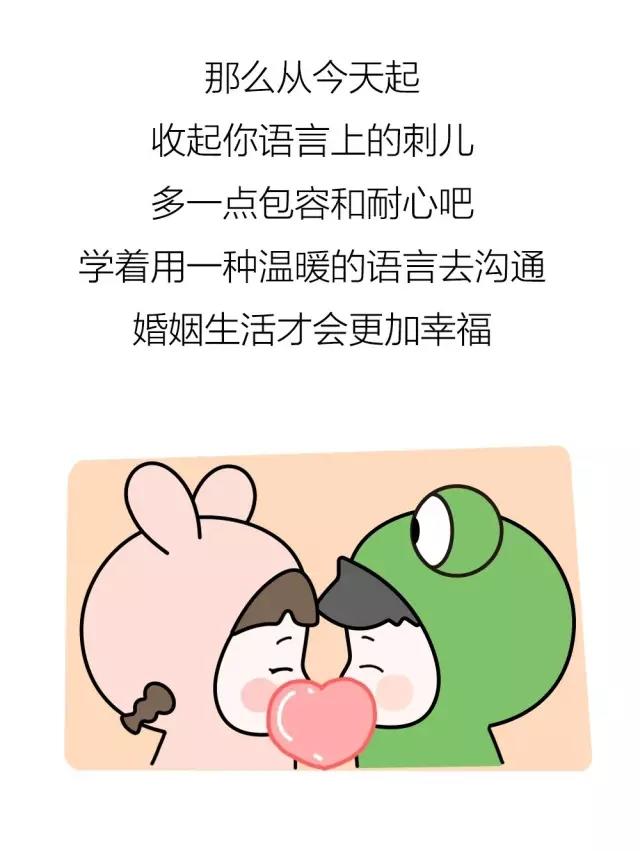 那么从今天起
收起你语言上的刺儿
多一点包容和耐心吧
学着用一种温暖的语言去沟通
婚姻生活才会更加幸福